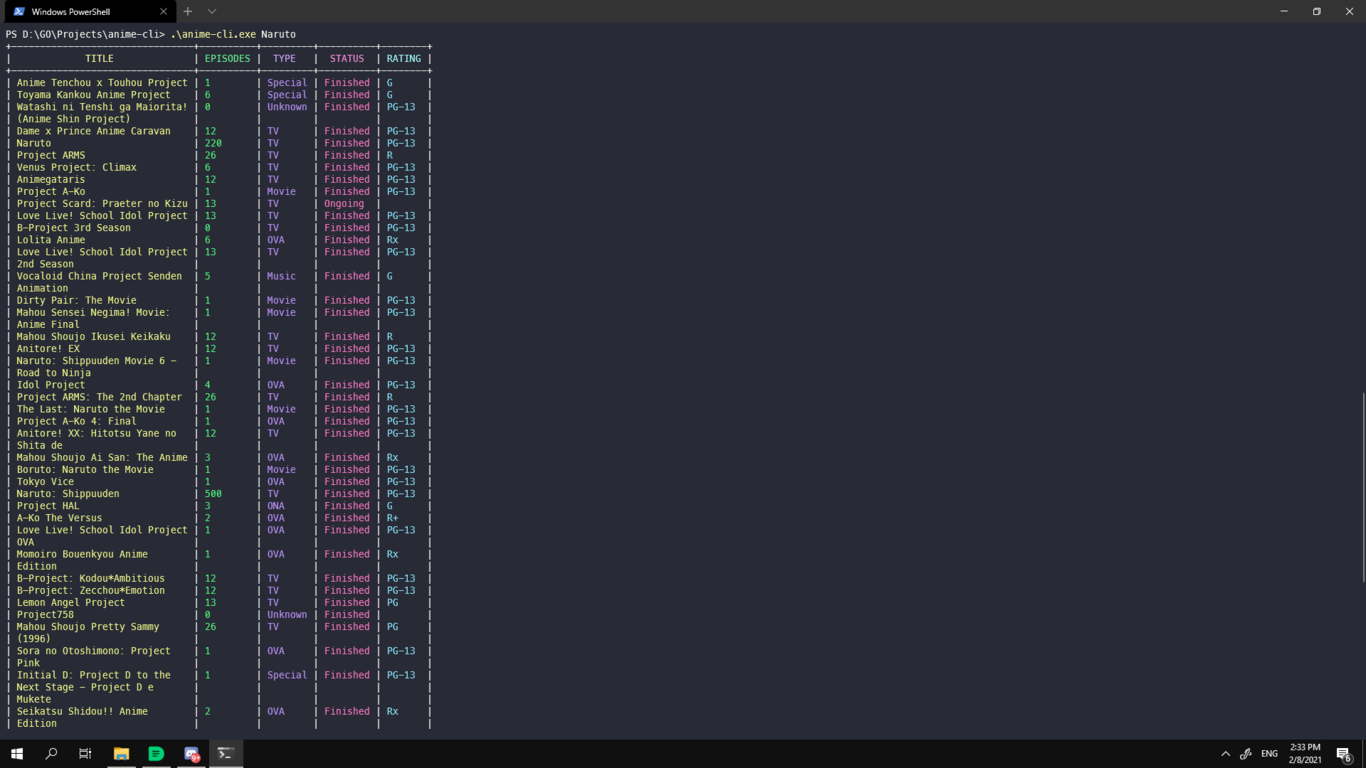 Windows PowerShell
PS D:\GO\Projects\anime-cli> .\anime-cli.exe Naruto
| TITLE | EPISODES | TYPE | STATUS | RATING |
| Anime Tenchou x Touhou Project | 1 | Special | Finished | G |
| Toyama Kankou Anime Project | 6 | Special | Finished | G |
| Watashi ni Tenshi ga Maiorita! | 0 | Unknown | Finished | PG-13 |
| (Anime Shin Project) | | | | |
| Dame x Prince Anime Caravan | 12 | TV | Finished | PG-13 |
| Naruto | 220 | TV | Finished | PG-13 |
| Project ARMS | 26 | TV | Finished | R |
| Venus Project: Climax | 6 | TV | Finished | PG-13 |
| Animegataris | 12 | TV | Finished | PG-13 |
| Project A-Ko | 1 | Movie | Finished | PG-13 |
| Project Scard: Praeter no Kizu | 13 | TV | Ongoing | |
| Love Live! School Idol Project | 13 | TV | Finished | PG-13 |
| B-Project 3rd Season | 0 | TV | Finished | PG-13 |
| Lolita Anime | 6 | OVA | Finished | Rx |
| Love Live! School Idol Project | 13 | TV | Finished | PG-13 |
| 2nd Season | | | | |
| Vocaloid China Project Senden | 5 | Music | Finished | G |
| Animation | | | | |
| Dirty Pair: The Movie | 1 | Movie | Finished | PG-13 |
| Mahou Sensei Negima! Movie: | 1 | Movie | Finished | PG-13 |
| Anime Final | | | | |
| Mahou Shoujo Ikusei Keikaku | 12 | TV | Finished | R |
| Anitore! EX | 12 | TV | Finished | PG-13 |
| Naruto: Shippuuden Movie 6 - | 1 | Movie | Finished | PG-13 |
| Road to Ninja | | | | |
| Idol Project | 4 | OVA | Finished | PG-13 |
| Project ARMS: The 2nd Chapter | 26 | TV | Finished | R |
| The Last: Naruto the Movie | 1 | Movie | Finished | PG-13 |
| Project A-Ko 4: Final | 1 | OVA | Finished | PG-13 |
| Anitore! XX: Hitotsu Yane no | 12 | TV | Finished | PG-13 |
| Shita de | | | | |
| Mahou Shoujo Ai San: The Anime | 3 | OVA | Finished | Rx |
| Boruto: Naruto the Movie | 1 | Movie | Finished | PG-13 |
| Tokyo Vice | 1 | OVA | Finished | PG-13 |
| Naruto: Shippuuden | 500 | TV | Finished | PG-13 |
| Project HAL | 3 | ONA | Finished | G |
| A-Ko The Versus | 2 | OVA | Finished | R+ |
| Love Live! School Idol Project | 1 | OVA | Finished | PG-13 |
| OVA | | | | |
| Momoiro Bouenkyou Anime | 1 | OVA | Finished | Rx |
| Edition | | | | |
| B-Project: Kodou*Ambitious | 12 | TV | Finished | PG-13 |
| B-Project: Zecchou*Emotion | 12 | TV | Finished | PG-13 |
| Lemon Angel Project | 13 | TV | Finished | PG |
| Project758 | 0 | Unknown | Finished | |
| Mahou Shoujo Pretty Sammy | 26 | TV | Finished | PG |
| (1996) | | | | |
| Sora no Otoshimono: Project | 1 | OVA | Finished | PG-13 |
| Pink | | | | |
| Initial D: Project D to the | 1 | Special | Finished | PG-13 |
| Next Stage - Project D e | | | | |
| Mukete | | | | |
| Seikatsu Shidou!! Anime | 2 | OVA | Finished | Rx |
| Edition | | | | |
ENG
2:33 PM
2/8/2021
6